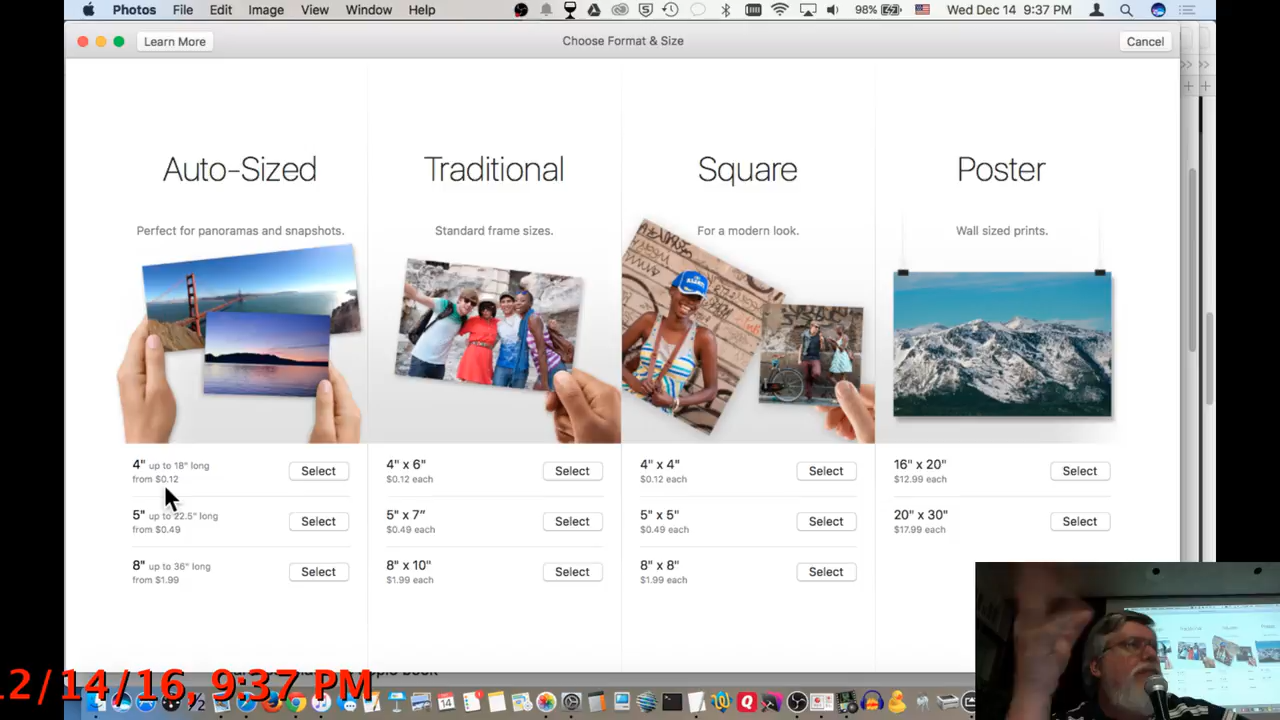 Photos File Edit Image View Window Help 98% Wed Dec 14 9:37 PM
Learn More Choose Format & Size Cancel
Auto-Sized
Perfect for panoramas and snapshots.
4" up to 18" long
from $0.12
Select
5" up to 22.5" long
from $0.49
Select
8" up to 36" long
from $1.99
Select
Traditional
Standard frame sizes.
4" x 6"
$0.12 each
Select
5" x 7"
$0.49 each
Select
8" x 10"
$1.99 each
Select
Square
For a modern look.
4" x 4"
$0.12 each
Select
5" x 5"
$0.49 each
Select
8" x 8"
$1.99 each
Select
Poster
Wall sized prints.
16" x 20"
$12.99 each
Select
20" x 30"
$17.99 each
Select
12/14/16, 9:37 PM